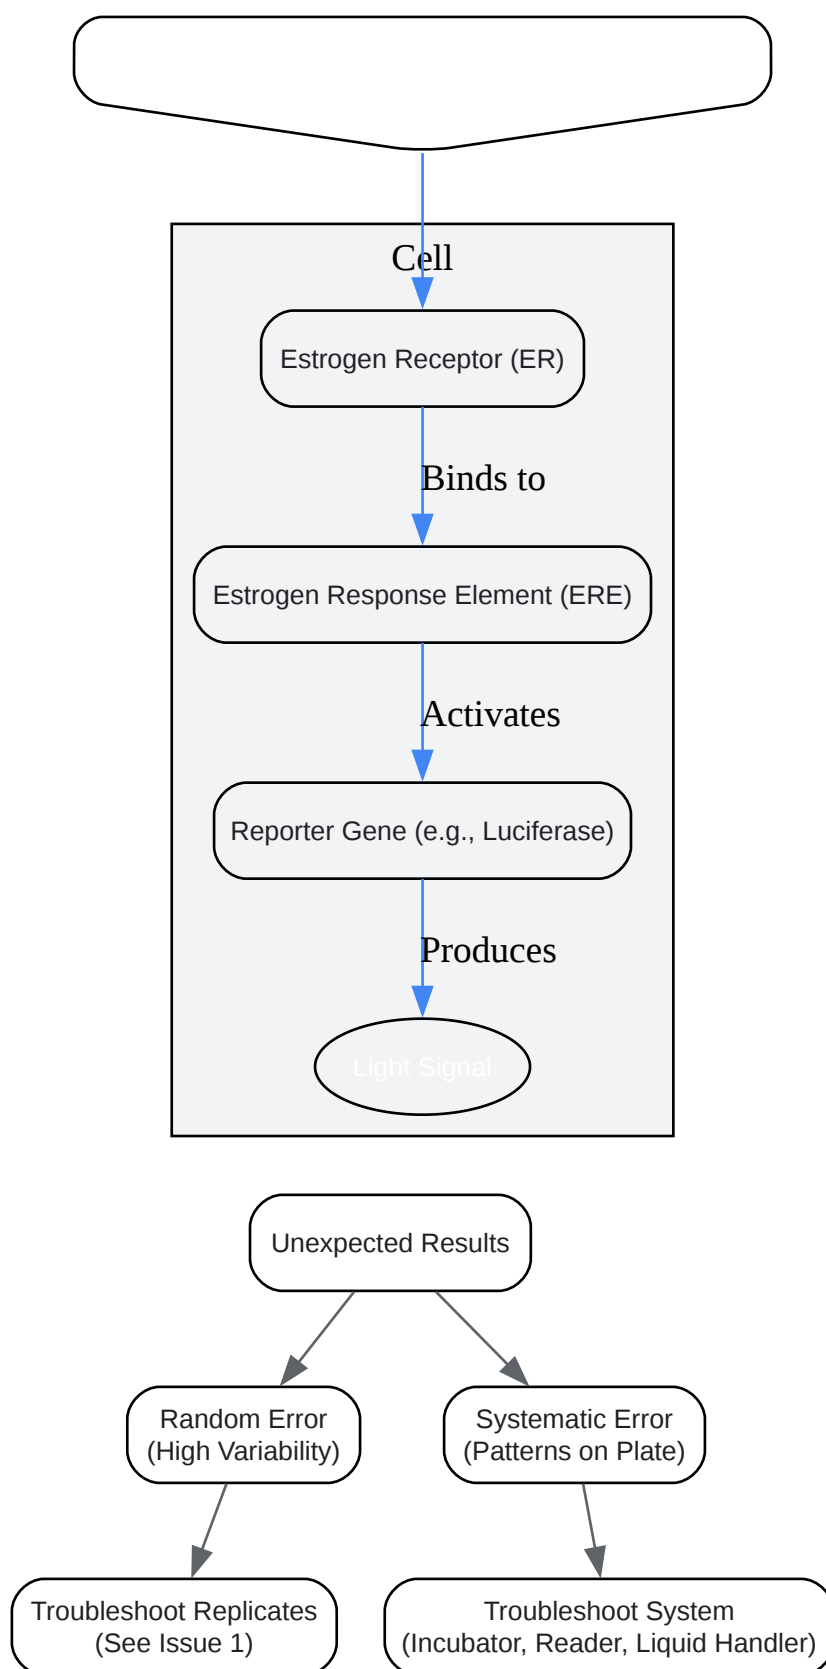 Cell
Estrogen Receptor (ER)
Binds to
Estrogen Response Element (ERE)
Activates
Reporter Gene (e.g., Luciferase)
Produces
Light Signal
Unexpected Results
Random Error
(High Variability)
Systematic Error
(Patterns on Plate)
Troubleshoot Replicates
(See Issue 1)
Troubleshoot System
(Incubator, Reader, Liquid Handler)